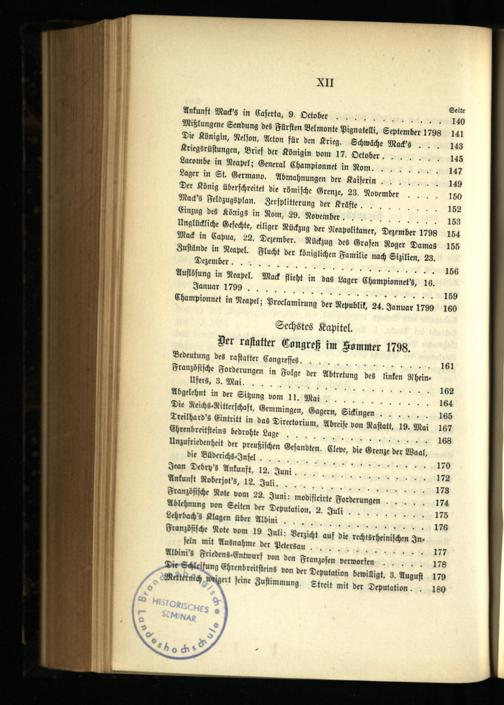 XII
Seite
Ankunft Mack's in Caserta, 9. October . . . . . . . . . . 140
Mißlungene Sendung des Fürsten Belmonte Pignatelli, September 1798 141
Die Königin, Nelson, Acton für den Krieg. Schwäche Mack's . . . 143
Kriegsrüstungen, Brief der Königin vom 17. October . . . . . . 145
Lacombe in Neapel; General Championnet in Rom . . . . . . . 147
Lager in St. Germano. Abmahnungen der Kaiserin . . . . . . . 149
Der König überschreitet die römische Grenze, 23. November . . . . 150
Mack's Feldzugsplan. Zersplitterung der Kräfte . . . . . . . . 152
Einzug des Königs in Rom, 29. November . . . . . . . . . . 153
Unglückliche Gefechte, eiliger Rückzug der Neapolitaner, Dezember 1798 154
Mack in Capua, 22. Dezember. Rückzug des Grafen Roger Damas 155
Zustände in Neapel. Flucht der königlichen Familie nach Sizilien, 23.
Dezember . . . . . . . . . . . . . . . . . . 156
Auflösung in Neapel. Mack flieht in das Lager Championnet's, 16.
Januar 1799 . . . . . . . . . . . . . . . . . 159
Championnet in Neapel; Proclamirung der Republik, 24. Januar 1799 160
Sechstes Kapitel.
Der rastatter Congreß im Sommer 1798.
Bedeutung des rastatter Congresses . . . . . . . . . . . . . 161
Französische Forderungen in Folge der Abtretung des linken Rhein-
Ufers, 3. Mai . . . . . . . . . . . . . . . . . 162
Abgelehnt in der Sitzung vom 11. Mai . . . . . . . . . . . 164
Die Reichs-Ritterschaft, Gemmingen, Gagern, Sickingen . . . . . 165
Treilhard's Eintritt in das Directorium, Abreise von Rastatt, 19. Mai 167
Ehrenbreitsteins bedrohte Lage . . . . . . . . . . . . . . 168
Unzufriedenheit der preußischen Gesandten. Cleve, die Grenze der Waal,
die Büderichs-Insel . . . . . . . . . . . . . . . 170
Jean Debry's Ankunft, 12. Juni . . . . . . . . . . . . . 172
Ankunft Roberjot's, 12. Juli . . . . . . . . . . . . . . . 173
Französische Note vom 22. Juni: modificirte Forderungen . . . . 174
Ablehnung von Seiten der Deputation, 2. Juli . . . . . . . . 175
Lehrbach's Klagen über Albini . . . . . . . . . . . . . . 176
Französische Note vom 19 Juli: Verzicht auf die rechtsrheinischen In-
seln mit Ausnahme der Petersau . . . . . . . . . . . 177
Albini's Friedens-Entwurf von den Franzosen verworfen . . . . . 178
Die Schleifung Ehrenbreitsteins von der Deputation bewilligt, 3. August 179
Metternich weigert seine Zustimmung. Streit mit der Deputation . . 180
Brandenburgische Landeshochschule
HISTORISCHES
SEMINAR